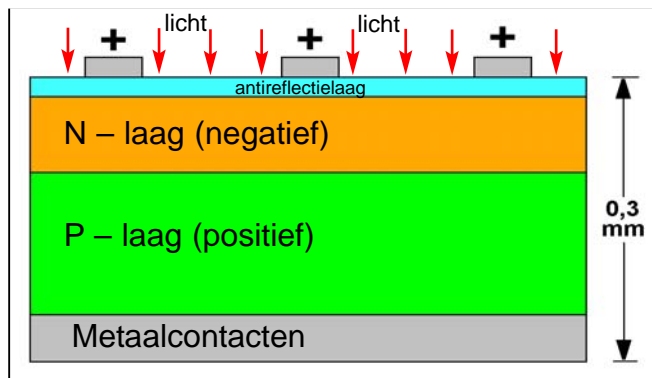 licht licht
+ + +
antireflectielaag
N – laag (negatief)
P – laag (positief)
0,3
mm
Metaalcontacten